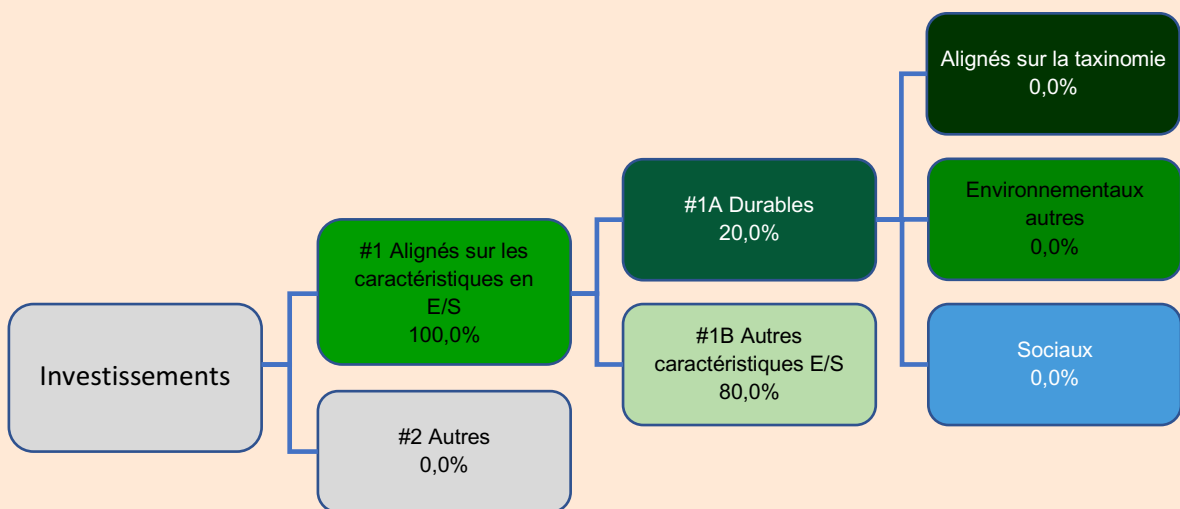 Investissements
#1 Alignés sur les
caractéristiques en
E/S
100,0%
#2 Autres
0,0%
#1A Durables
20,0%
#1B Autres
caractéristiques E/S
80,0%
Alignés sur la taxinomie
0,0%
Environnementaux
autres
0,0%
Sociaux
0,0%